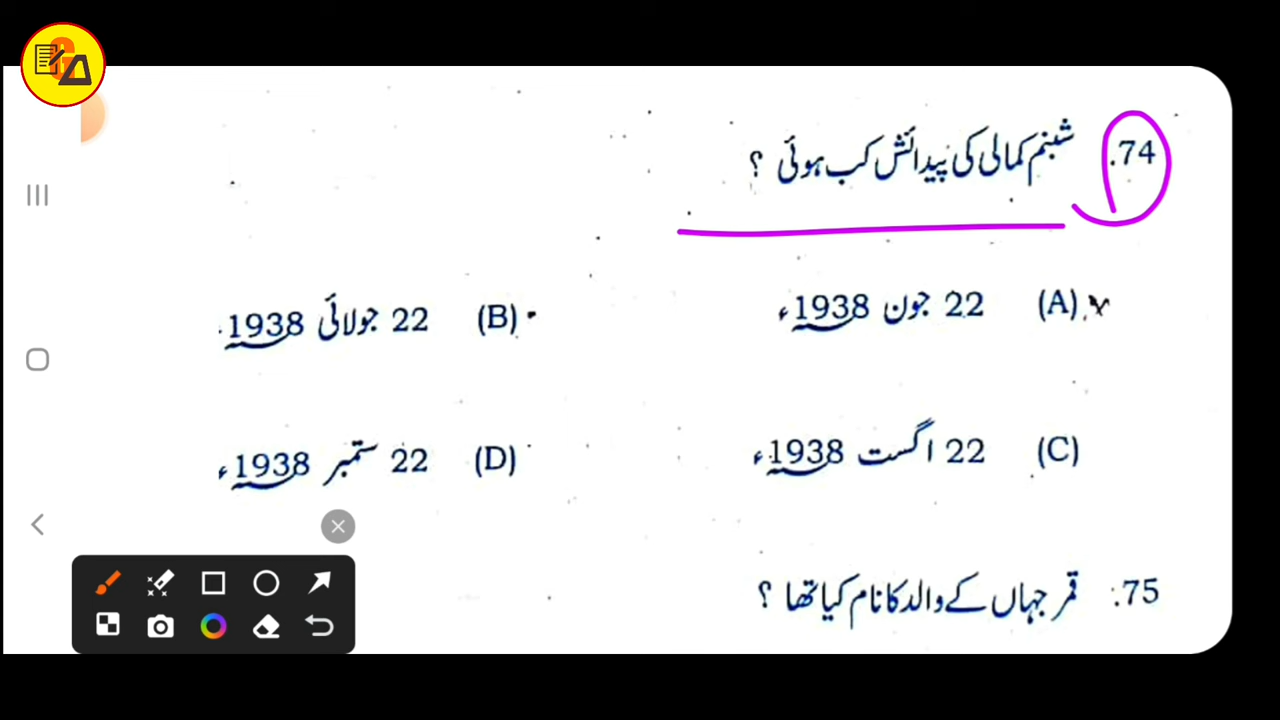 74. شبنم کمالی کی پیدائش کب ہوئی ؟
(A) 22 جون 1938ء
(B) 22 جولائی 1938
(C) 22 اگست 1938ء
(D) 22 ستمبر 1938ء
75. قمر جہاں کے والد کا نام کیا تھا ؟